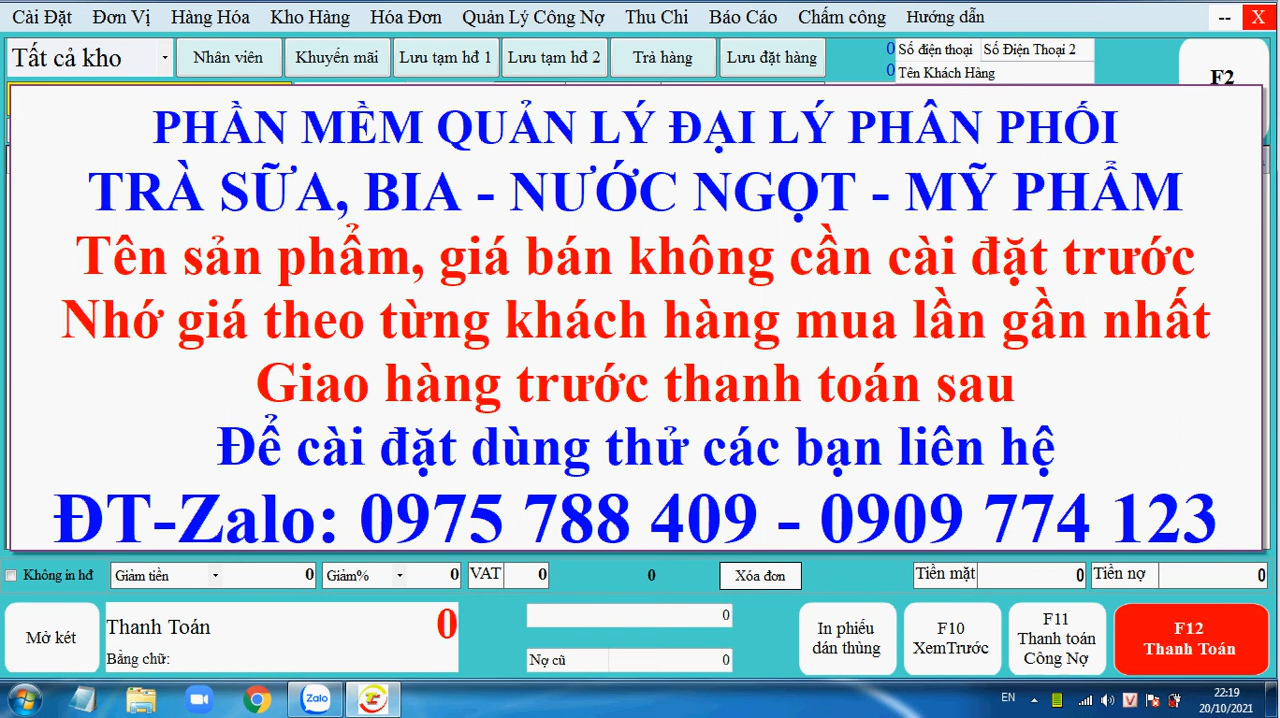 Cài Đặt Đơn Vị Hàng Hóa Kho Hàng Hóa Đơn Quản Lý Công Nợ Thu Chi Báo Cáo Chấm công Hướng dẫn -- X
Tất cả kho Nhân viên Khuyến mãi Lưu tạm hđ 1 Lưu tạm hđ 2 Trả hàng Lưu đặt hàng 0 Số điện thoại Số Điện Thoại 2
0 Tên Khách Hàng
F2
PHẦN MỀM QUẢN LÝ ĐẠI LÝ PHÂN PHỐI
TRÀ SỮA, BIA - NƯỚC NGỌT - MỸ PHẨM
Tên sản phẩm, giá bán không cần cài đặt trước
Nhớ giá theo từng khách hàng mua lần gần nhất
Giao hàng trước thanh toán sau
Để cài đặt dùng thử các bạn liên hệ
ĐT-Zalo: 0975 788 409 - 0909 774 123
Không in hđ Giảm tiền 0 Giảm% 0 VAT 0 0 Xóa đơn Tiền mặt 0 Tiền nợ 0
Mở két
Thanh Toán 0
Bằng chữ:
0
Nợ cũ 0
In phiếu
dán thùng
F10
XemTrước
F11
Thanh toán
Công Nợ
F12
Thanh Toán
Zalo
EN
V
22:19
20/10/2021